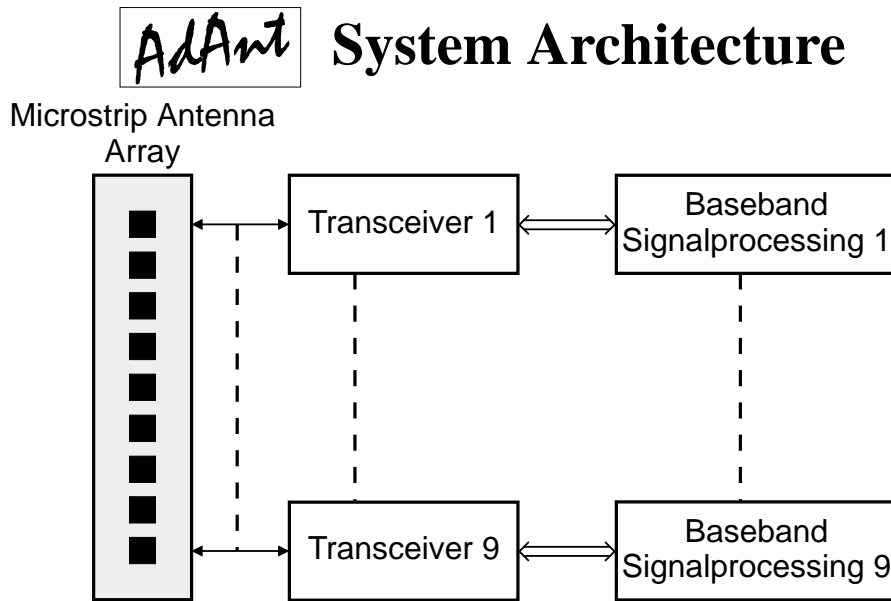 AdAnt System Architecture
Microstrip Antenna
Array
Transceiver 1
Baseband
Signalprocessing 1
Transceiver 9
Baseband
Signalprocessing 9